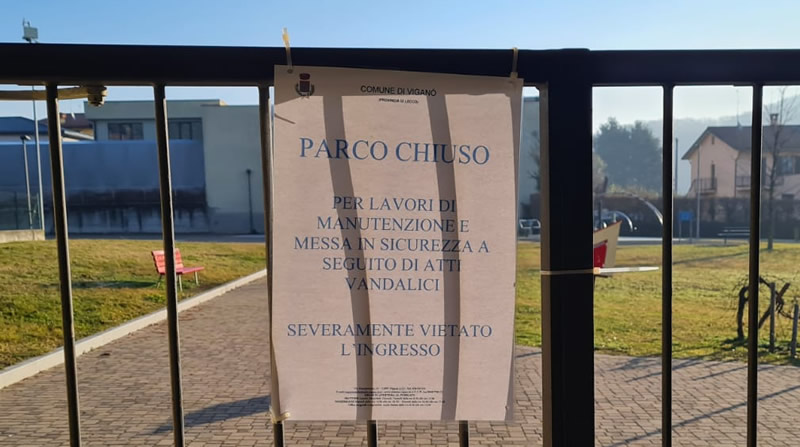 COMUNE DI VIGANÒ
(PROVINCIA DI LECCO)
PARCO CHIUSO
PER LAVORI DI
MANUTENZIONE E
MESSA IN SICUREZZA A
SEGUITO DI ATTI
VANDALICI
SEVERAMENTE VIETATO
L'INGRESSO